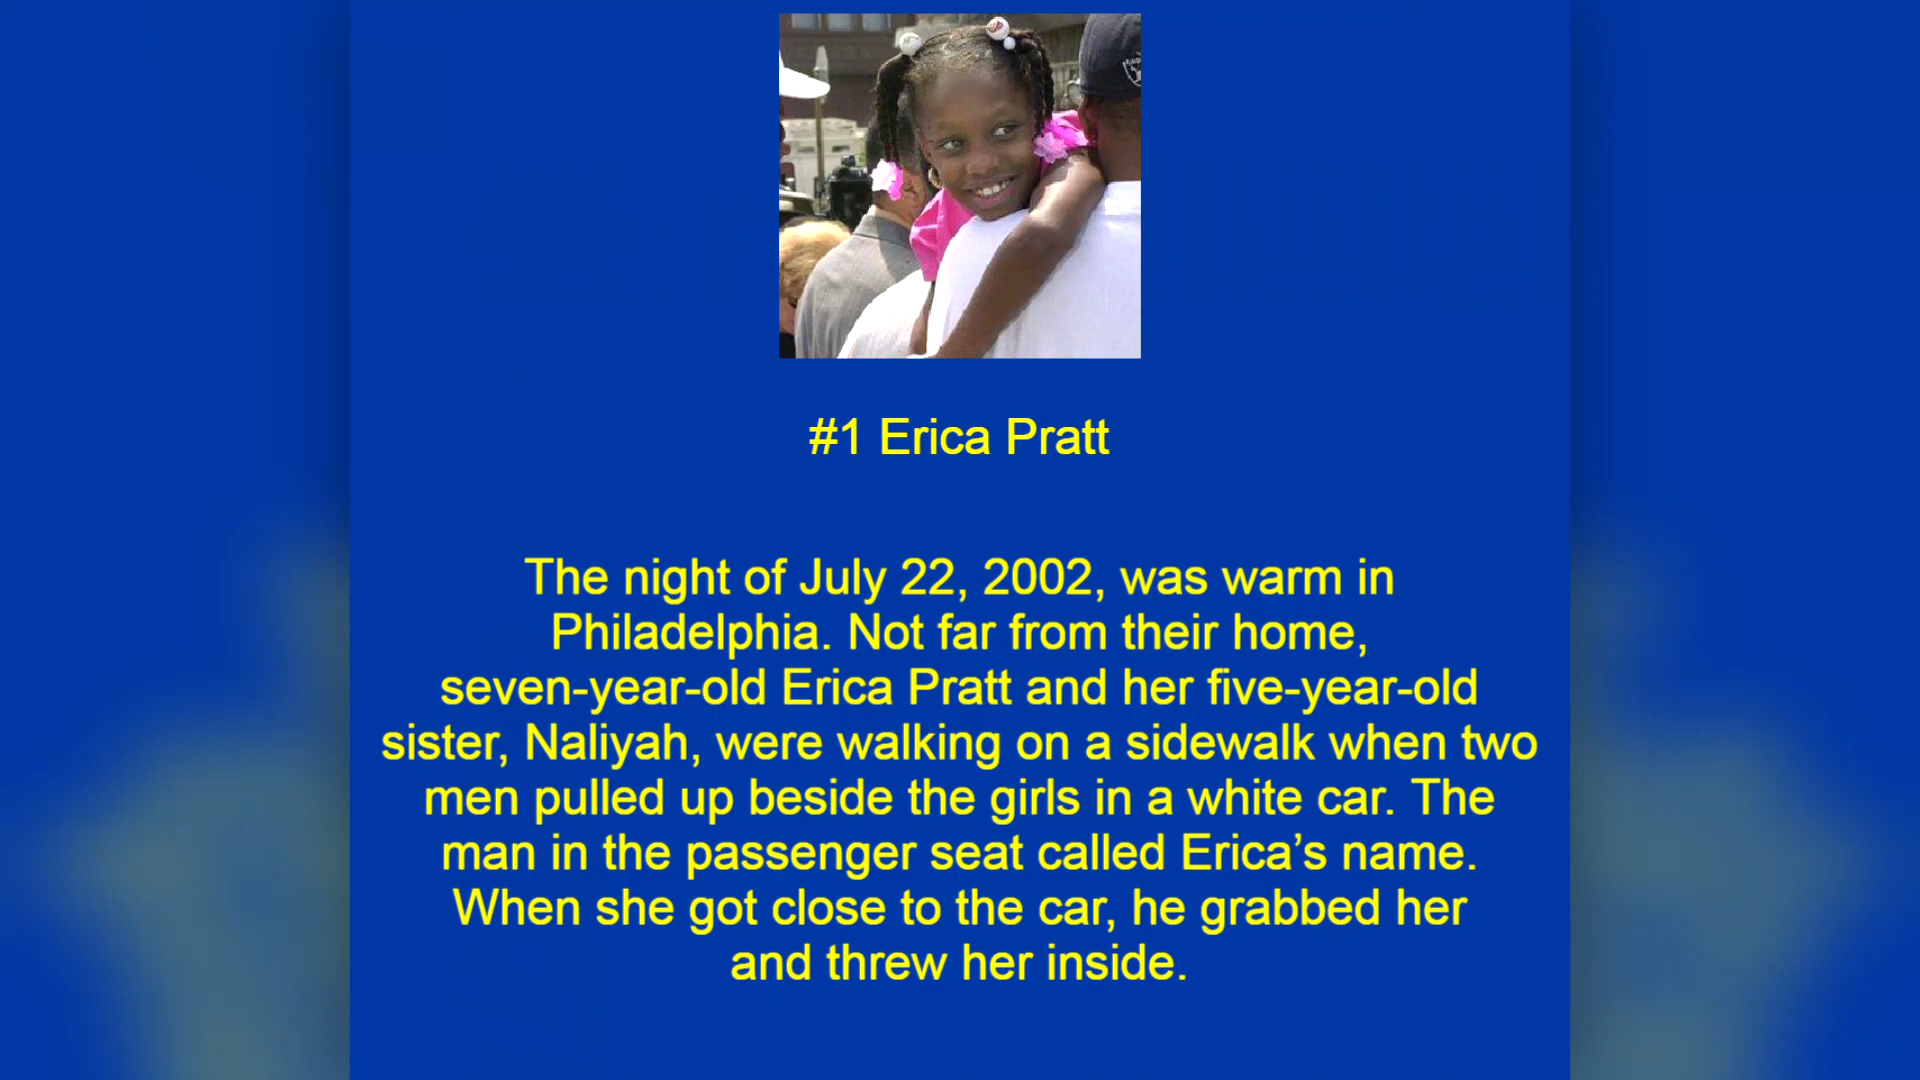 #1 Erica Pratt
The night of July 22, 2002, was warm in
Philadelphia. Not far from their home,
seven-year-old Erica Pratt and her five-year-old
sister, Naliyah, were walking on a sidewalk when two
men pulled up beside the girls in a white car. The
man in the passenger seat called Erica’s name.
When she got close to the car, he grabbed her
and threw her inside.